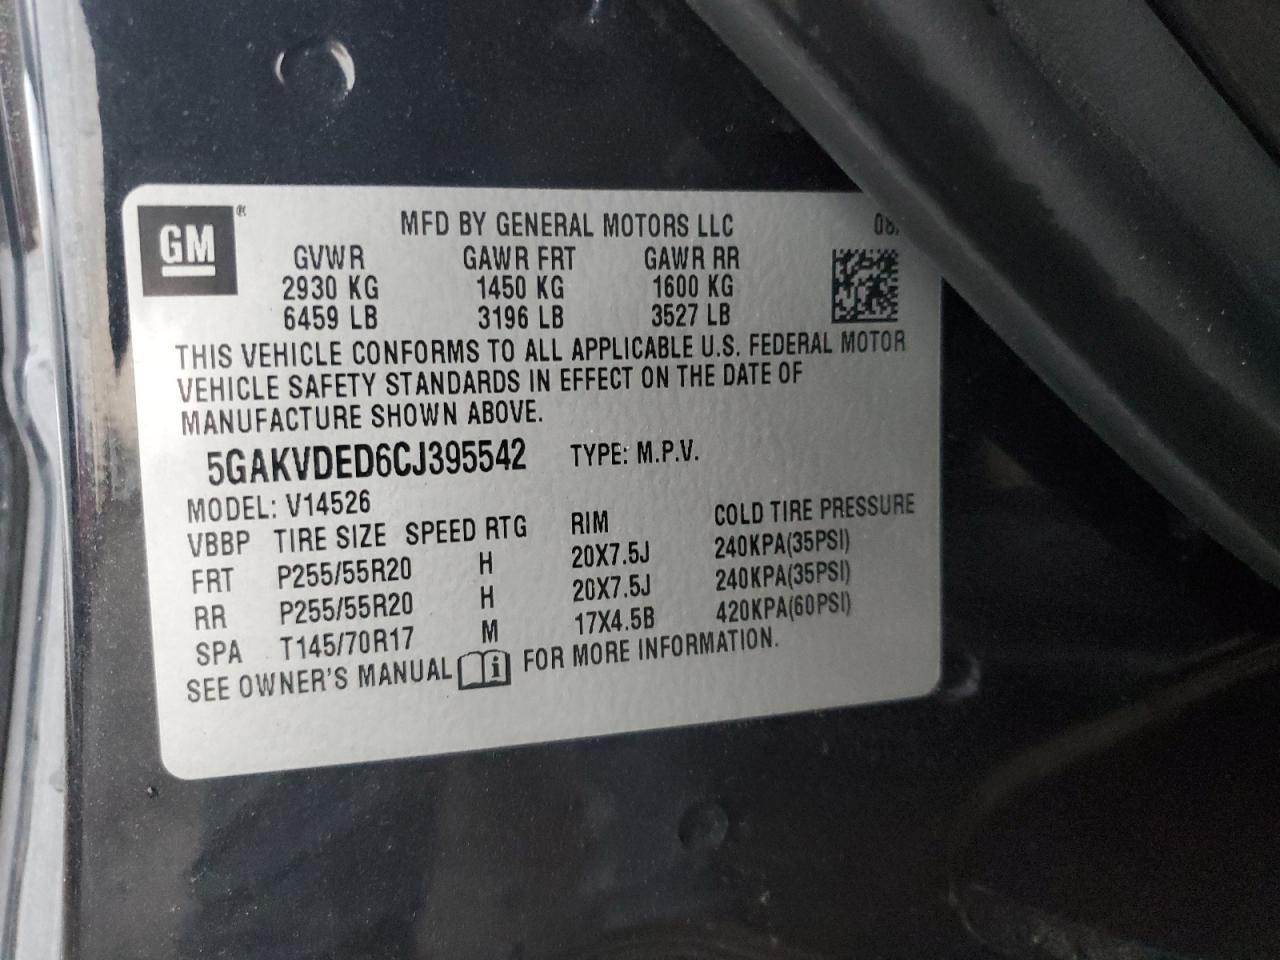 GM®
MFD BY GENERAL MOTORS LLC 08
GVWR GAWR FRT GAWR RR
2930 KG 1450 KG 1600 KG
6459 LB 3196 LB 3527 LB
THIS VEHICLE CONFORMS TO ALL APPLICABLE U.S. FEDERAL MOTOR
VEHICLE SAFETY STANDARDS IN EFFECT ON THE DATE OF
MANUFACTURE SHOWN ABOVE.
5GAKVDED6CJ395542 TYPE: M.P.V.
MODEL: V14526
VBBP TIRE SIZE SPEED RTG RIM COLD TIRE PRESSURE
FRT P255/55R20 H 20X7.5J 240KPA(35PSI)
RR P255/55R20 H 20X7.5J 240KPA(35PSI)
SPA T145/70R17 M 17X4.5B 420KPA(60PSI)
SEE OWNER'S MANUAL i FOR MORE INFORMATION.